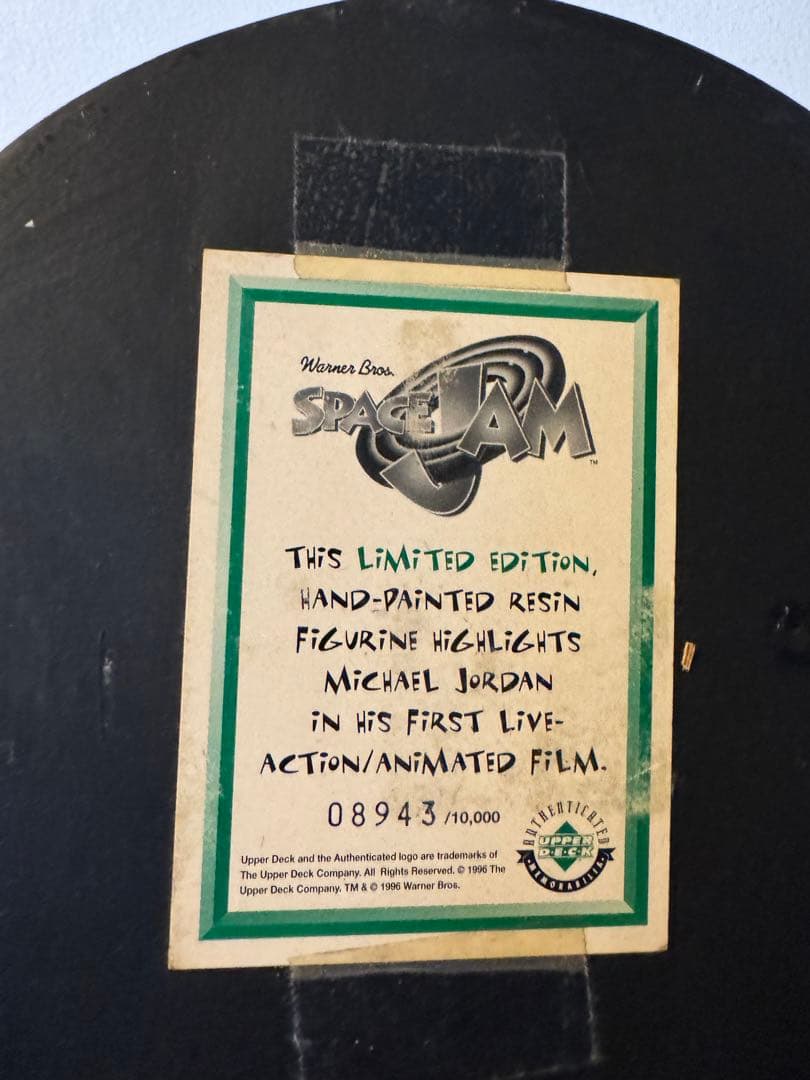 Warner Bros.
SPACE JAM
TM
THIS LIMITED EDITION,
HAND-PAINTED RESIN
FIGURINE HIGHLIGHTS
MICHAEL JORDAN
IN HIS FIRST LIVE-
ACTION/ANIMATED FILM.
08943 /10,000
AUTHENTICATED
UPPER
DECK
MEMORABILIA
Upper Deck and the Authenticated logo are trademarks of
The Upper Deck Company. All Rights Reserved. © 1996 The
Upper Deck Company. TM & © 1996 Warner Bros.